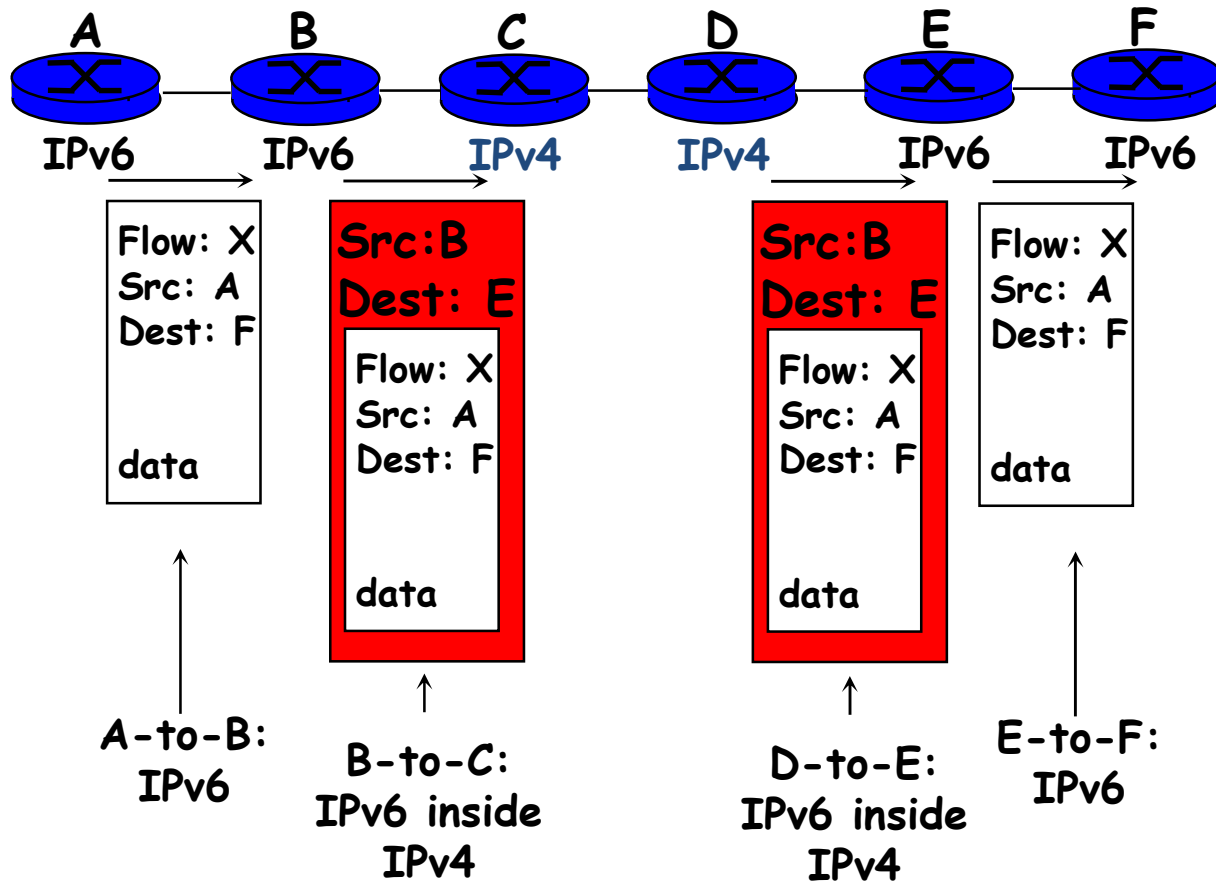 A B C D E F
IPv6 IPv6 IPv4 IPv4 IPv6 IPv6
Flow: X
Src: A
Dest: F
data
Src:B
Dest: E
Flow: X
Src: A
Dest: F
data
Src:B
Dest: E
Flow: X
Src: A
Dest: F
data
Flow: X
Src: A
Dest: F
data
A-to-B:
IPv6
B-to-C:
IPv6 inside
IPv4
D-to-E:
IPv6 inside
IPv4
E-to-F:
IPv6